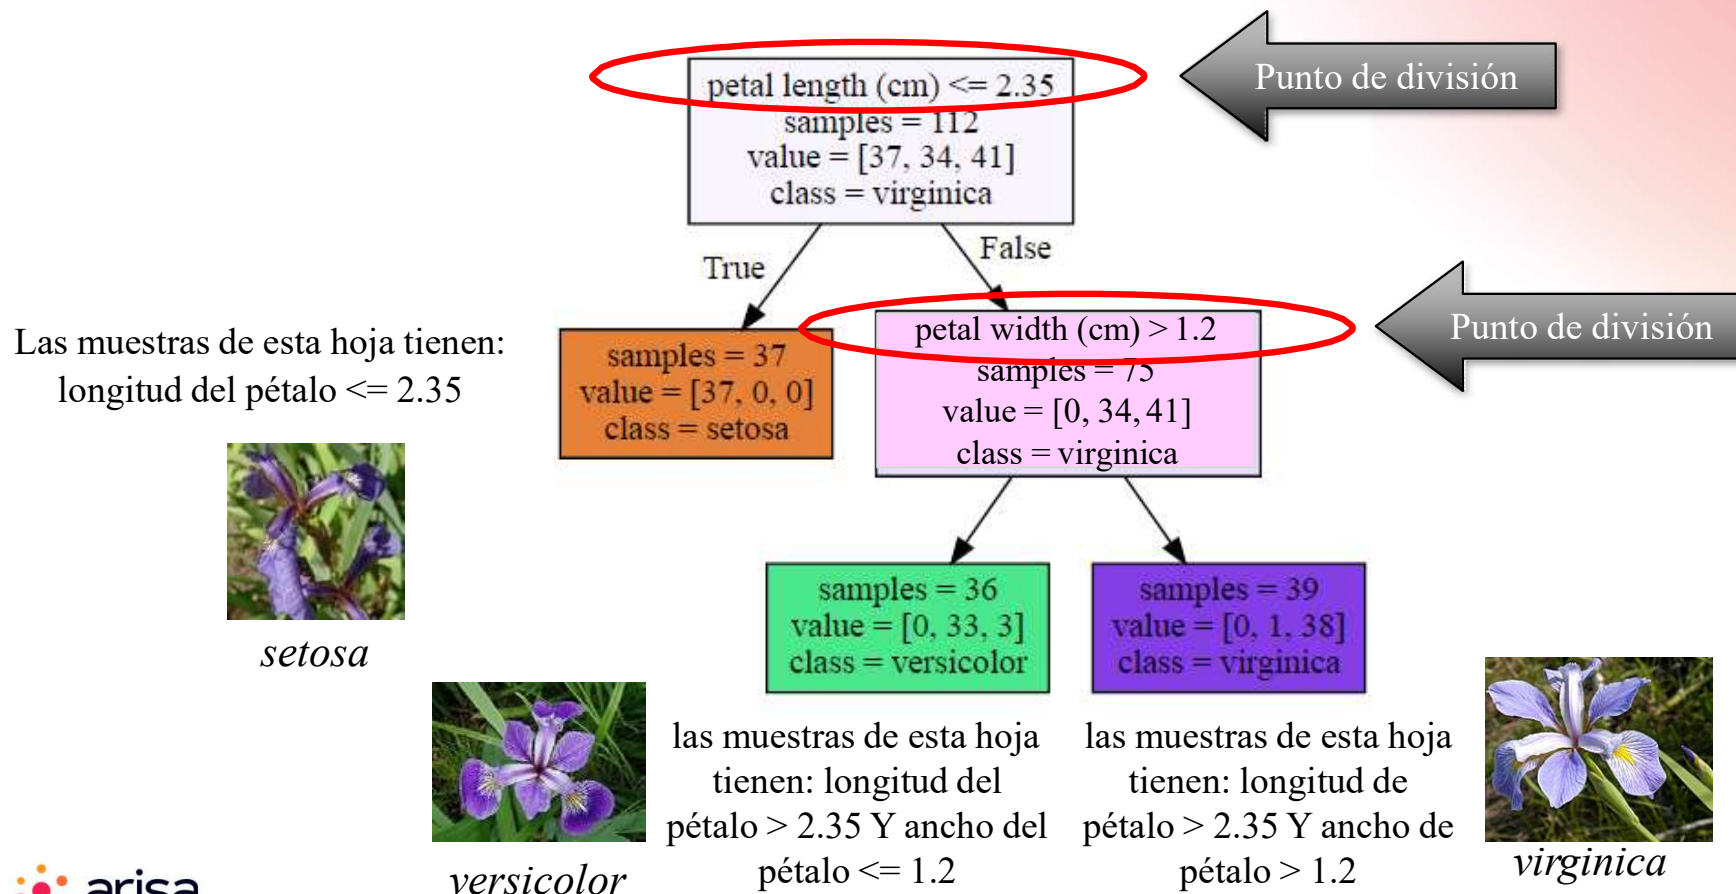 petal length (cm) <= 2.35
samples = 112
value = [37, 34, 41]
class = virginica
Punto de división
True
False
Las muestras de esta hoja tienen:
longitud del pétalo <= 2.35
samples = 37
value = [37, 0, 0]
class = setosa
petal width (cm) > 1.2
samples = 75
value = [0, 34, 41]
class = virginica
Punto de división
setosa
samples = 36
value = [0, 33, 3]
class = versicolor
samples = 39
value = [0, 1, 38]
class = virginica
versicolor
las muestras de esta hoja
tienen: longitud del
pétalo > 2.35 Y ancho del
pétalo <= 1.2
las muestras de esta hoja
tienen: longitud de
pétalo > 2.35 Y ancho de
pétalo > 1.2
virginica
arisa